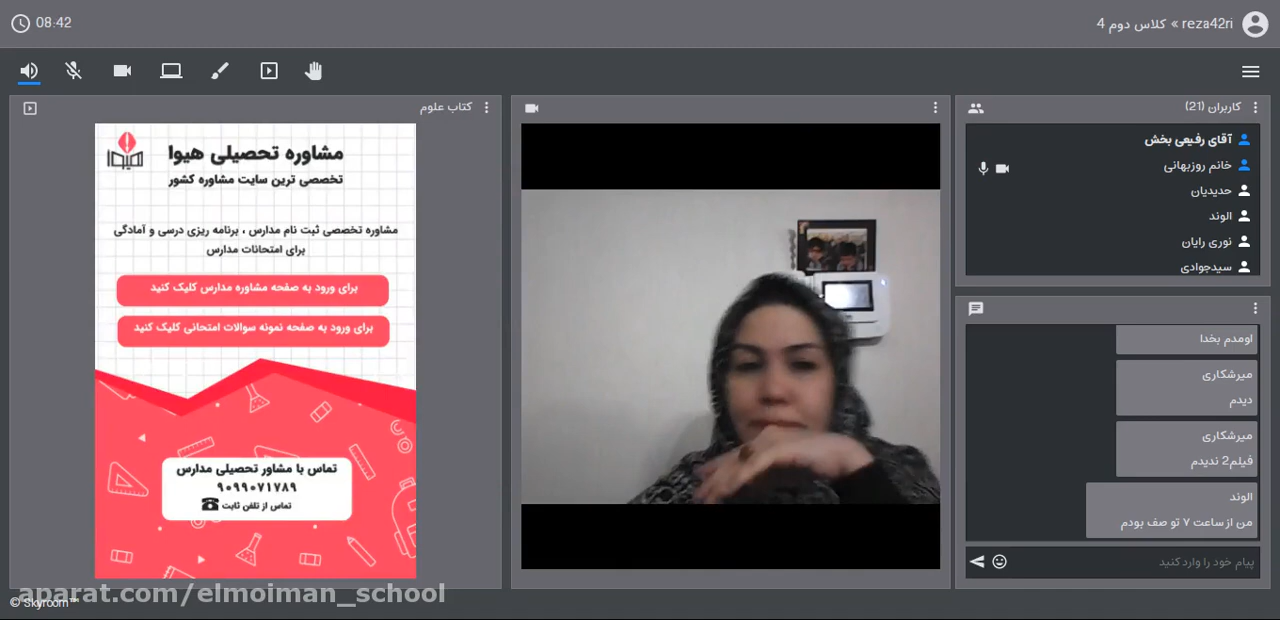 08:42
reza42ri » کلاس دوم 4
کتاب علوم
هیوا
مشاوره تحصیلی هیوا
تخصصی ترین سایت مشاوره کشور
مشاوره تخصصی ثبت نام مدارس ، برنامه ریزی درسی و آمادگی
برای امتحانات مدارس
برای ورود به صفحه مشاوره مدارس کلیک کنید
برای ورود به صفحه نمونه سوالات امتحانی کلیک کنید
تماس با مشاور تحصیلی مدارس
۹۰۹۹۰۷۱۷۸۹
تماس از تلفن ثابت
کاربران (21)
آقای رفیعی بخش
خانم روزبهانی
حدیدیان
الوند
نوری رایان
سیدجوادی
اومدم بخدا
میرشکاری
دیدم
میرشکاری
فیلم2 ندیدم
الوند
من از ساعت ۷ تو صف بودم
پیام خود را وارد کنید
aparat.com/elmoiman_school
© Skyroom™